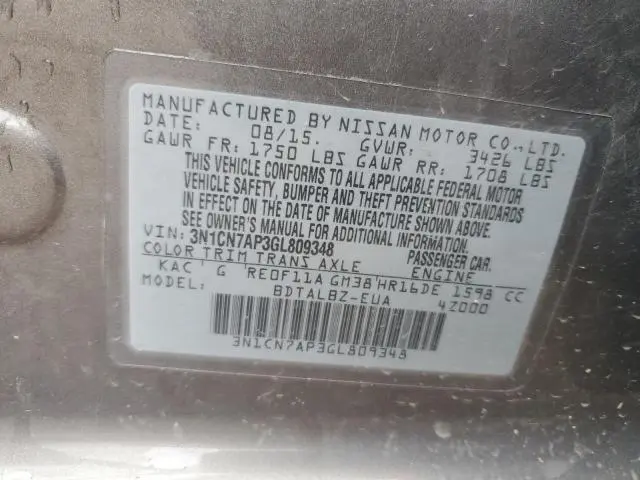 MANUFACTURED BY NISSAN MOTOR CO., LTD.
DATE: 08/15. GVWR: 3426 LBS
GAWR FR: 1750 LBS GAWR RR: 1708 LBS
THIS VEHICLE CONFORMS TO ALL APPLICABLE FEDERAL MOTOR
VEHICLE SAFETY, BUMPER AND THEFT PREVENTION STANDARDS
IN EFFECT ON THE DATE OF MANUFACTURE SHOWN ABOVE.
SEE OWNER'S MANUAL FOR ADDITIONAL INFORMATION.
VIN: 3N1CN7AP3GL809348 PASSENGER CAR.
COLOR TRIM TRANS AXLE ENGINE
KAC G RE0F11A GM38 HR16DE 1598 CC
MODEL: BDTALBZ-EUA 4Z000
3N1CN7AP3GL809348